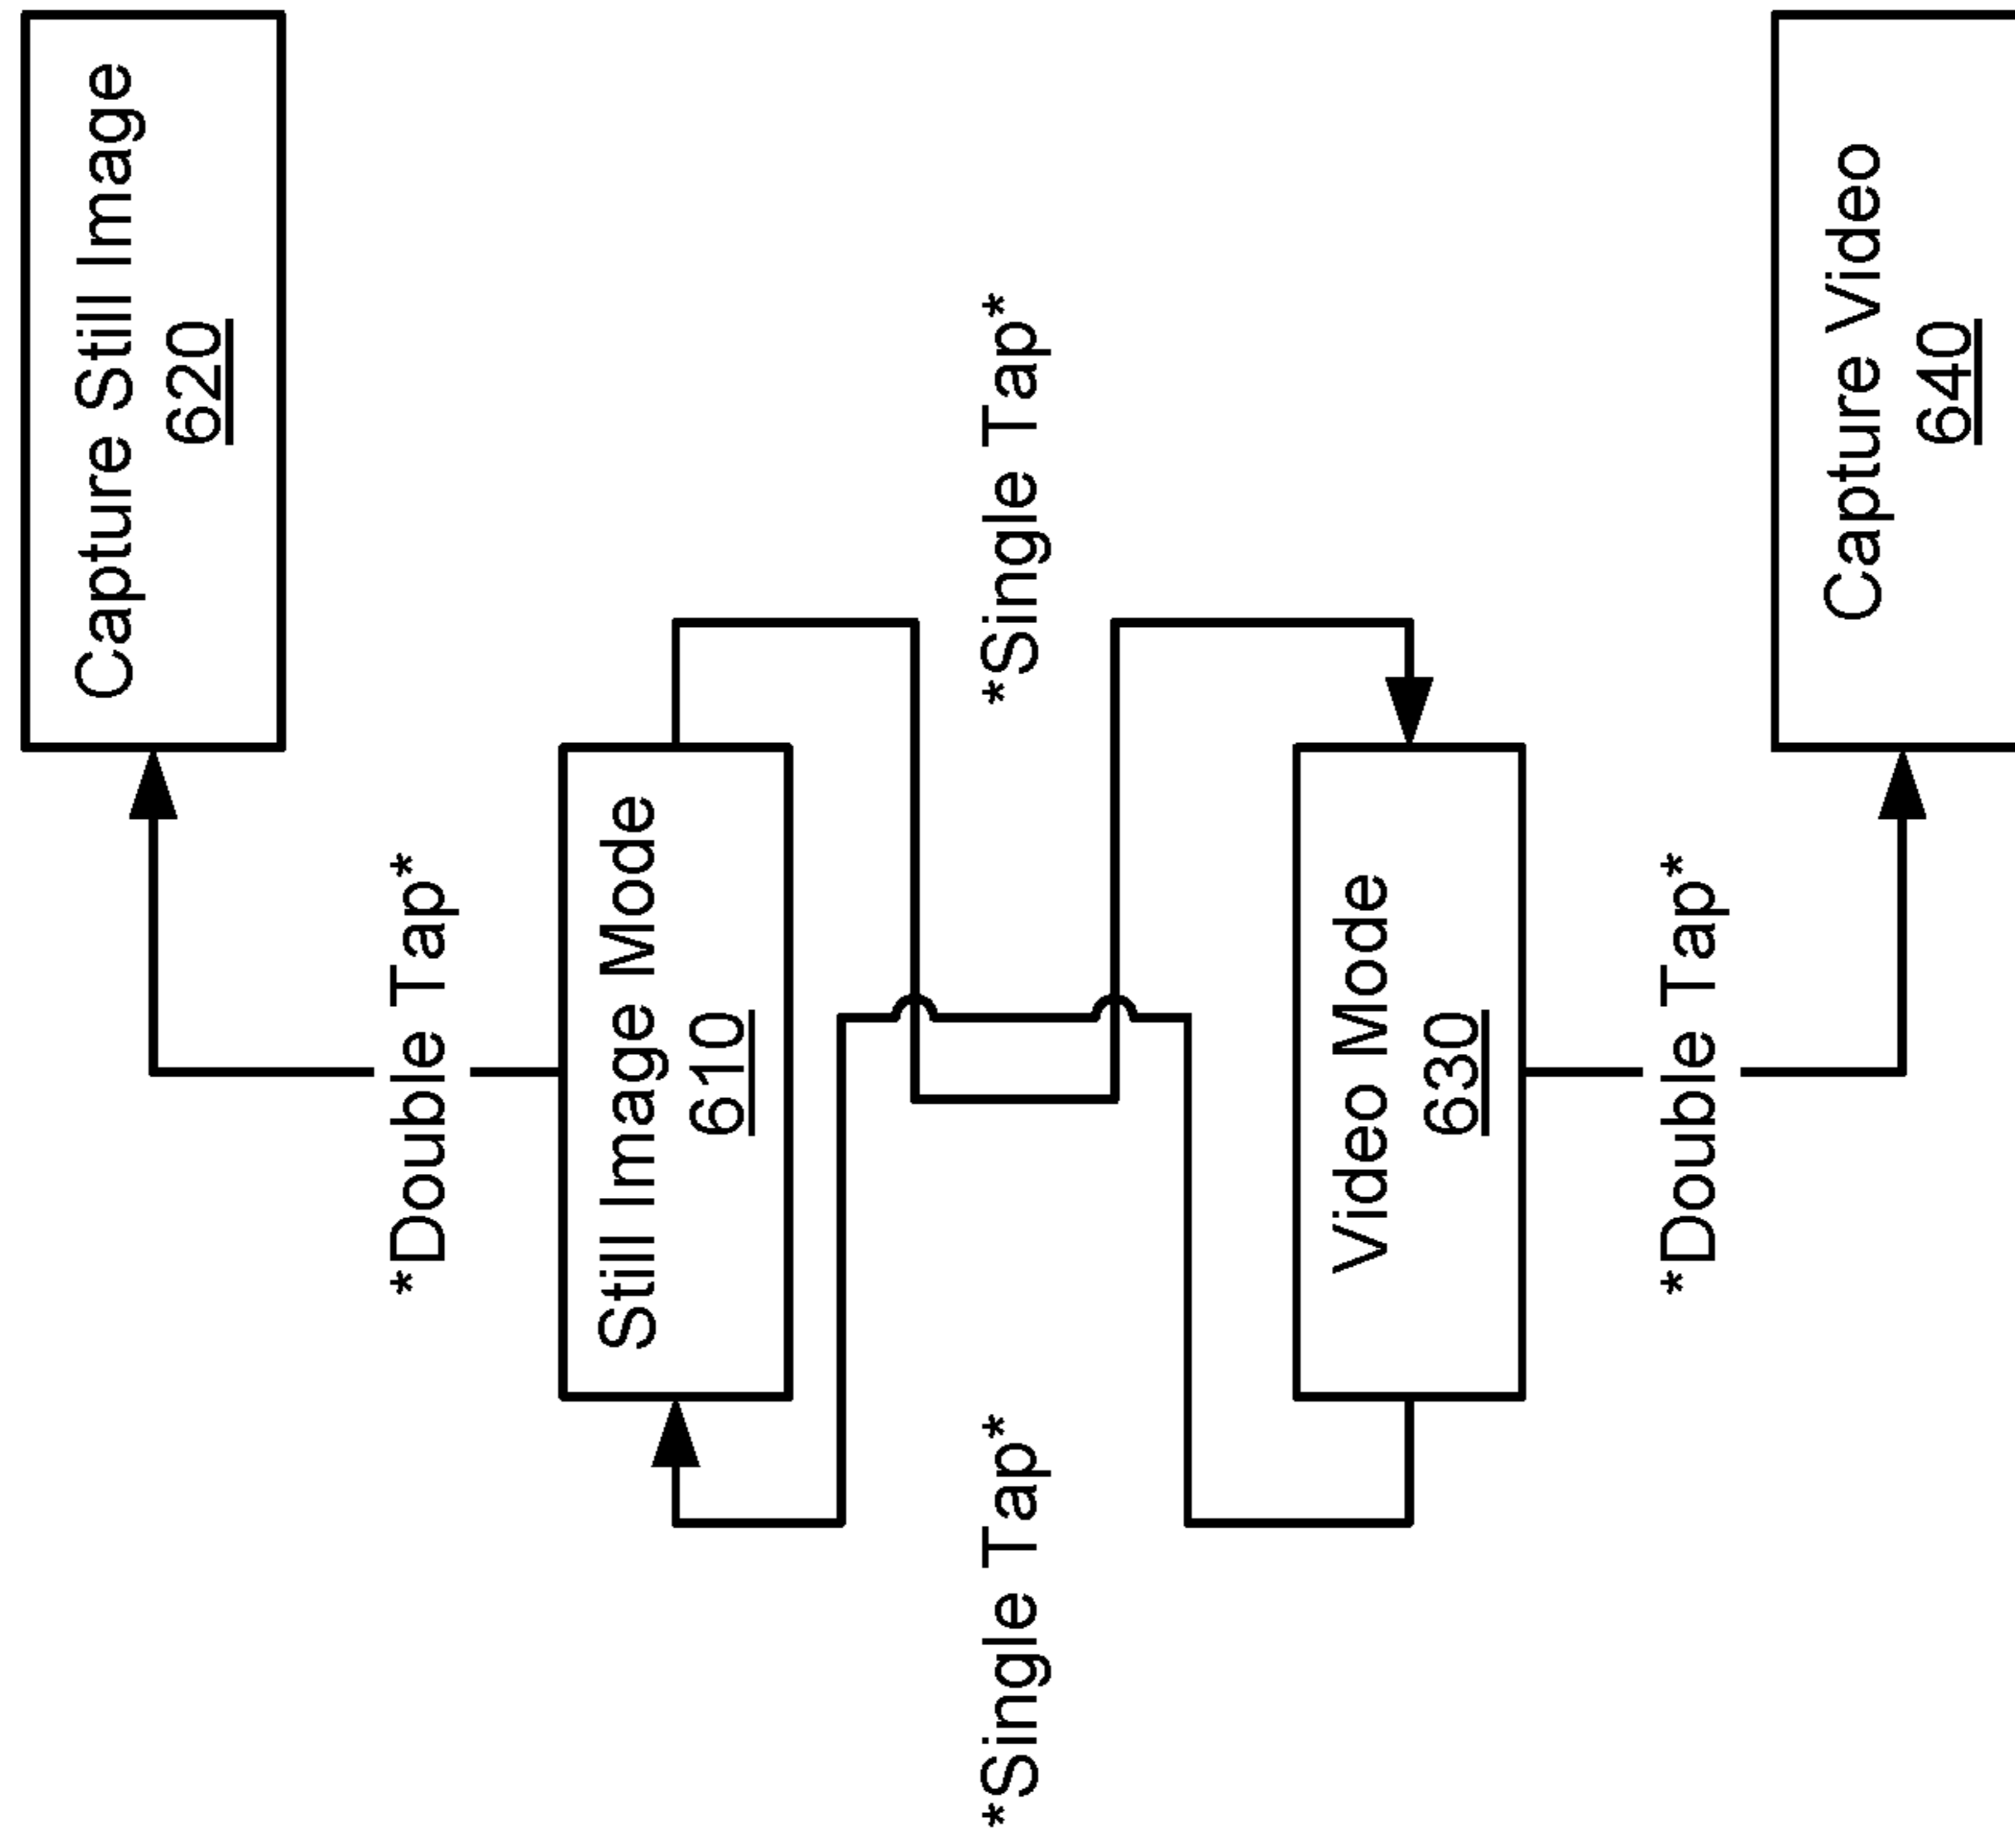 Capture Still Image
620
*Double Tap*
Still Image Mode
610
*Single Tap*
*Single Tap*
Video Mode
630
*Double Tap*
Capture Video
640